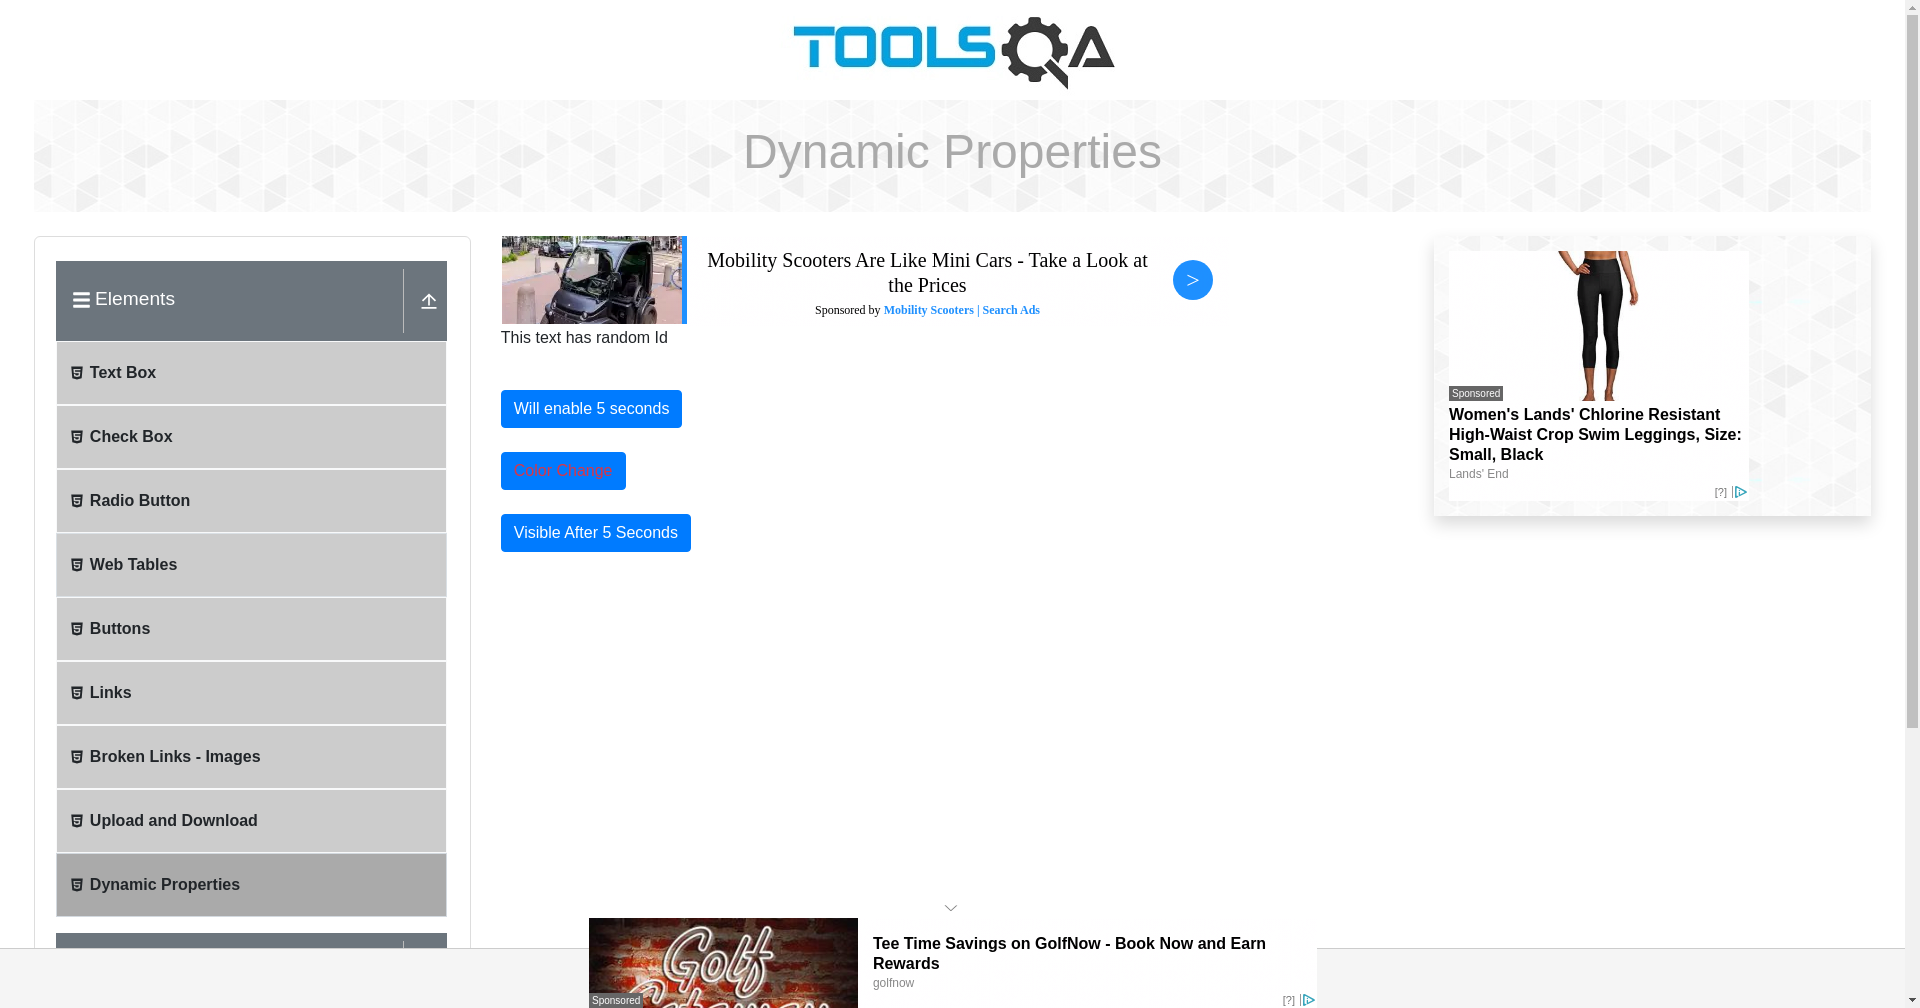 TOOLSQA
Dynamic Properties
Elements
Text Box
Check Box
Radio Button
Web Tables
Buttons
Links
Broken Links - Images
Upload and Download
Dynamic Properties
Mobility Scooters Are Like Mini Cars - Take a Look at
the Prices
Sponsored by Mobility Scooters | Search Ads
>
This text has random Id
Will enable 5 seconds
Color Change
Visible After 5 Seconds
Sponsored
Women's Lands' Chlorine Resistant
High-Waist Crop Swim Leggings, Size:
Small, Black
Lands' End
[?]
Golf
Getaway
Sponsored
Tee Time Savings on GolfNow - Book Now and Earn
Rewards
golfnow
[?]